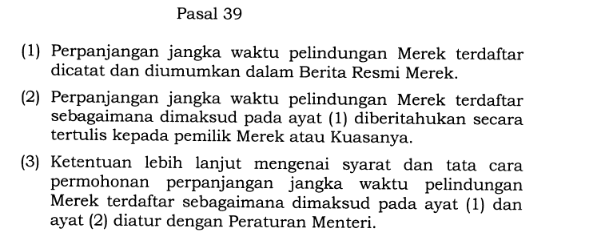 Pasal 39
(1) Perpanjangan jangka waktu pelindungan Merek terdaftar
dicatat dan diumumkan dalam Berita Resmi Merek.
(2) Perpanjangan jangka waktu pelindungan Merek terdaftar
sebagaimana dimaksud pada ayat (1) diberitahukan secara
tertulis kepada pemilik Merek atau Kuasanya.
(3) Ketentuan lebih lanjut mengenai syarat dan tata cara
permohonan perpanjangan jangka waktu pelindungan
Merek terdaftar sebagaimana dimaksud pada ayat (1) dan
ayat (2) diatur dengan Peraturan Menteri.